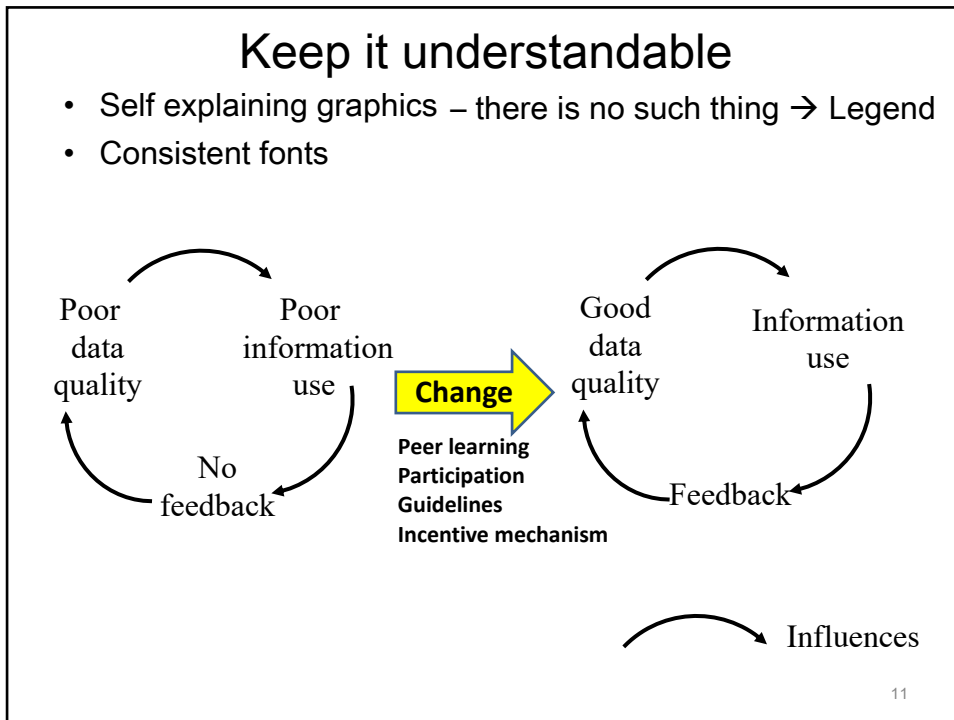 Keep it understandable
• Self explaining graphics – there is no such thing → Legend
• Consistent fonts
Poor
data
quality
Poor
information
use
No
feedback
Change
Peer learning
Participation
Guidelines
Incentive mechanism
Good
data
quality
Information
use
Feedback
Influences
11